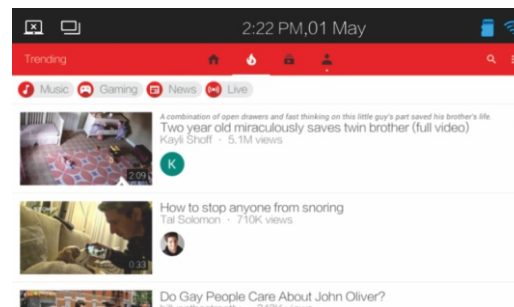 2:22 PM,01 May
Trending
Music Gaming News Live
A combination of open drawers and fast thinking on this little guy's part saved his brother's life.
Two year old miraculously saves twin brother (full video)
Kayli Shoff · 5.1M views
2:09
K
How to stop anyone from snoring
Tal Solomon · 710K views
0:33
Do Gay People Care About John Oliver?